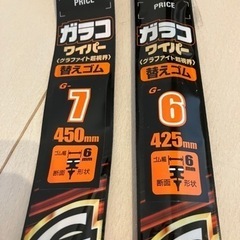 PRICE
ガラコ
ワイパー
(グラファイト超視界)
替えゴム
G-7
450mm
ゴム幅 6mm
断面 形状
PRICE
ガラコ
ワイパー
(グラファイト超視界)
替えゴム
G-6
425mm
ゴム幅 6mm
断面 形状